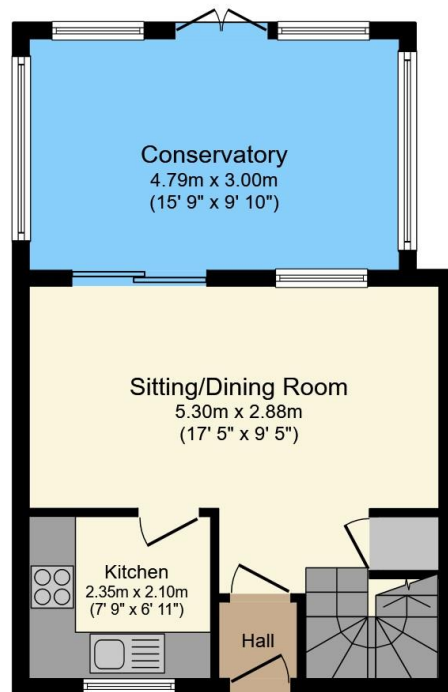 Conservatory
4.79m x 3.00m
(15' 9" x 9' 10")
Sitting/Dining Room
5.30m x 2.88m
(17' 5" x 9' 5")
Kitchen
2.35m x 2.10m
(7' 9" x 6' 11")
Hall